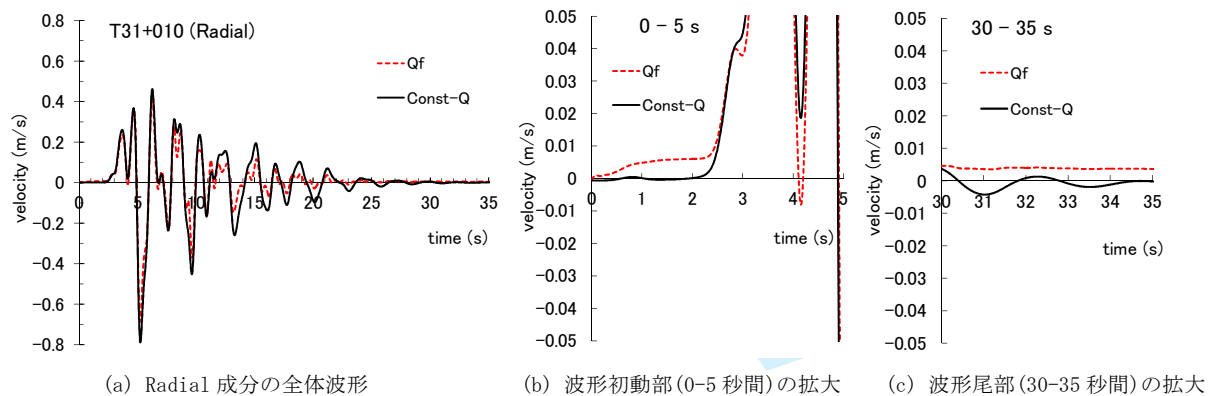 T31+010 (Radial)
Qf
Const-Q
velocity (m/s)
0.8
0.6
0.4
0.2
0
-0.2
-0.4
-0.6
-0.8
0 5 10 15 20 25 30 35
time (s)
(a) Radial 成分の全体波形
0 - 5 s
Qf
Const-Q
velocity (m/s)
0.05
0.04
0.03
0.02
0.01
0
-0.01
-0.02
-0.03
-0.04
-0.05
0 1 2 3 4 5
time (s)
(b) 波形初動部(0-5 秒間)の拡大
30 - 35 s
Qf
Const-Q
velocity (m/s)
0.05
0.04
0.03
0.02
0.01
0
-0.01
-0.02
-0.03
-0.04
-0.05
30 31 32 33 34 35
time (s)
(c) 波形尾部(30-35 秒間)の拡大